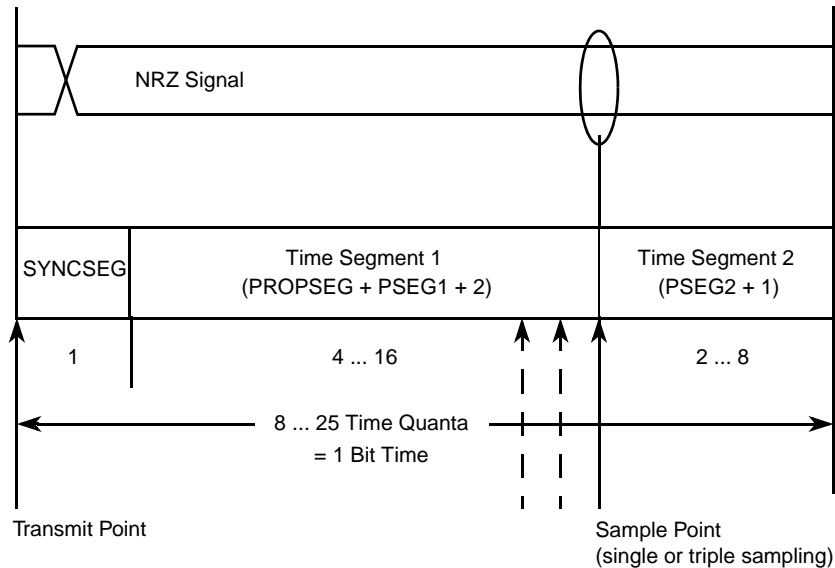 NRZ Signal
SYNCSEG
Time Segment 1
(PROPSEG + PSEG1 + 2)
Time Segment 2
(PSEG2 + 1)
1
4 ... 16
2 ... 8
8 ... 25 Time Quanta
= 1 Bit Time
Transmit Point
Sample Point
(single or triple sampling)